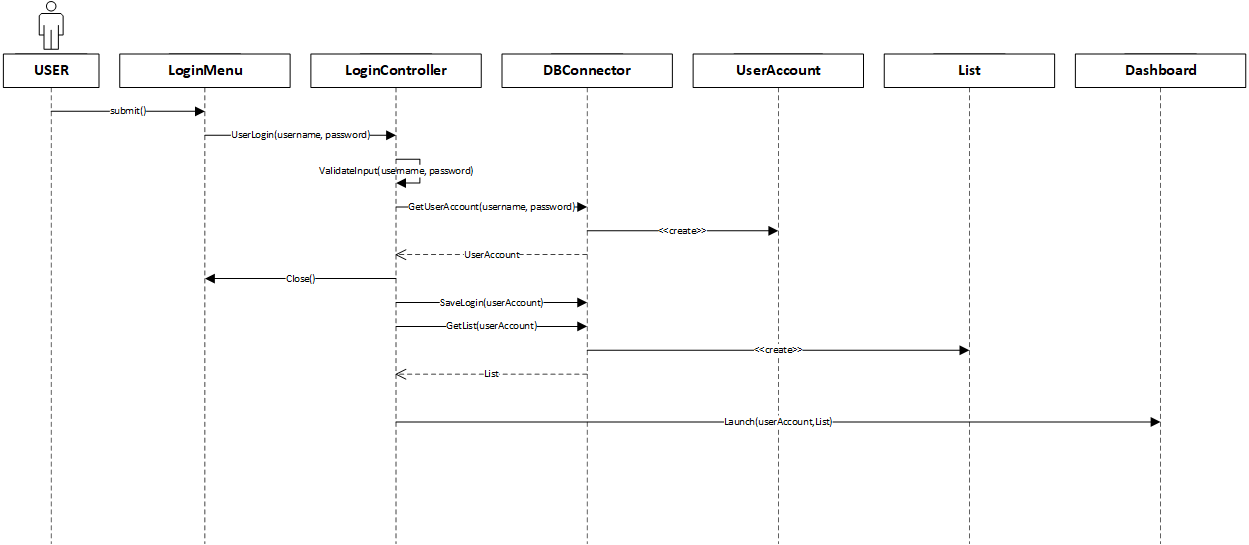 USER
LoginMenu
LoginController
DBConnector
UserAccount
List
Dashboard
submit()
UserLogin(username, password)
ValidateInput(username, password)
GetUserAccount(username, password)
<<create>>
UserAccount
Close()
SaveLogin(userAccount)
GetList(userAccount)
<<create>>
List
Launch(userAccount,List)